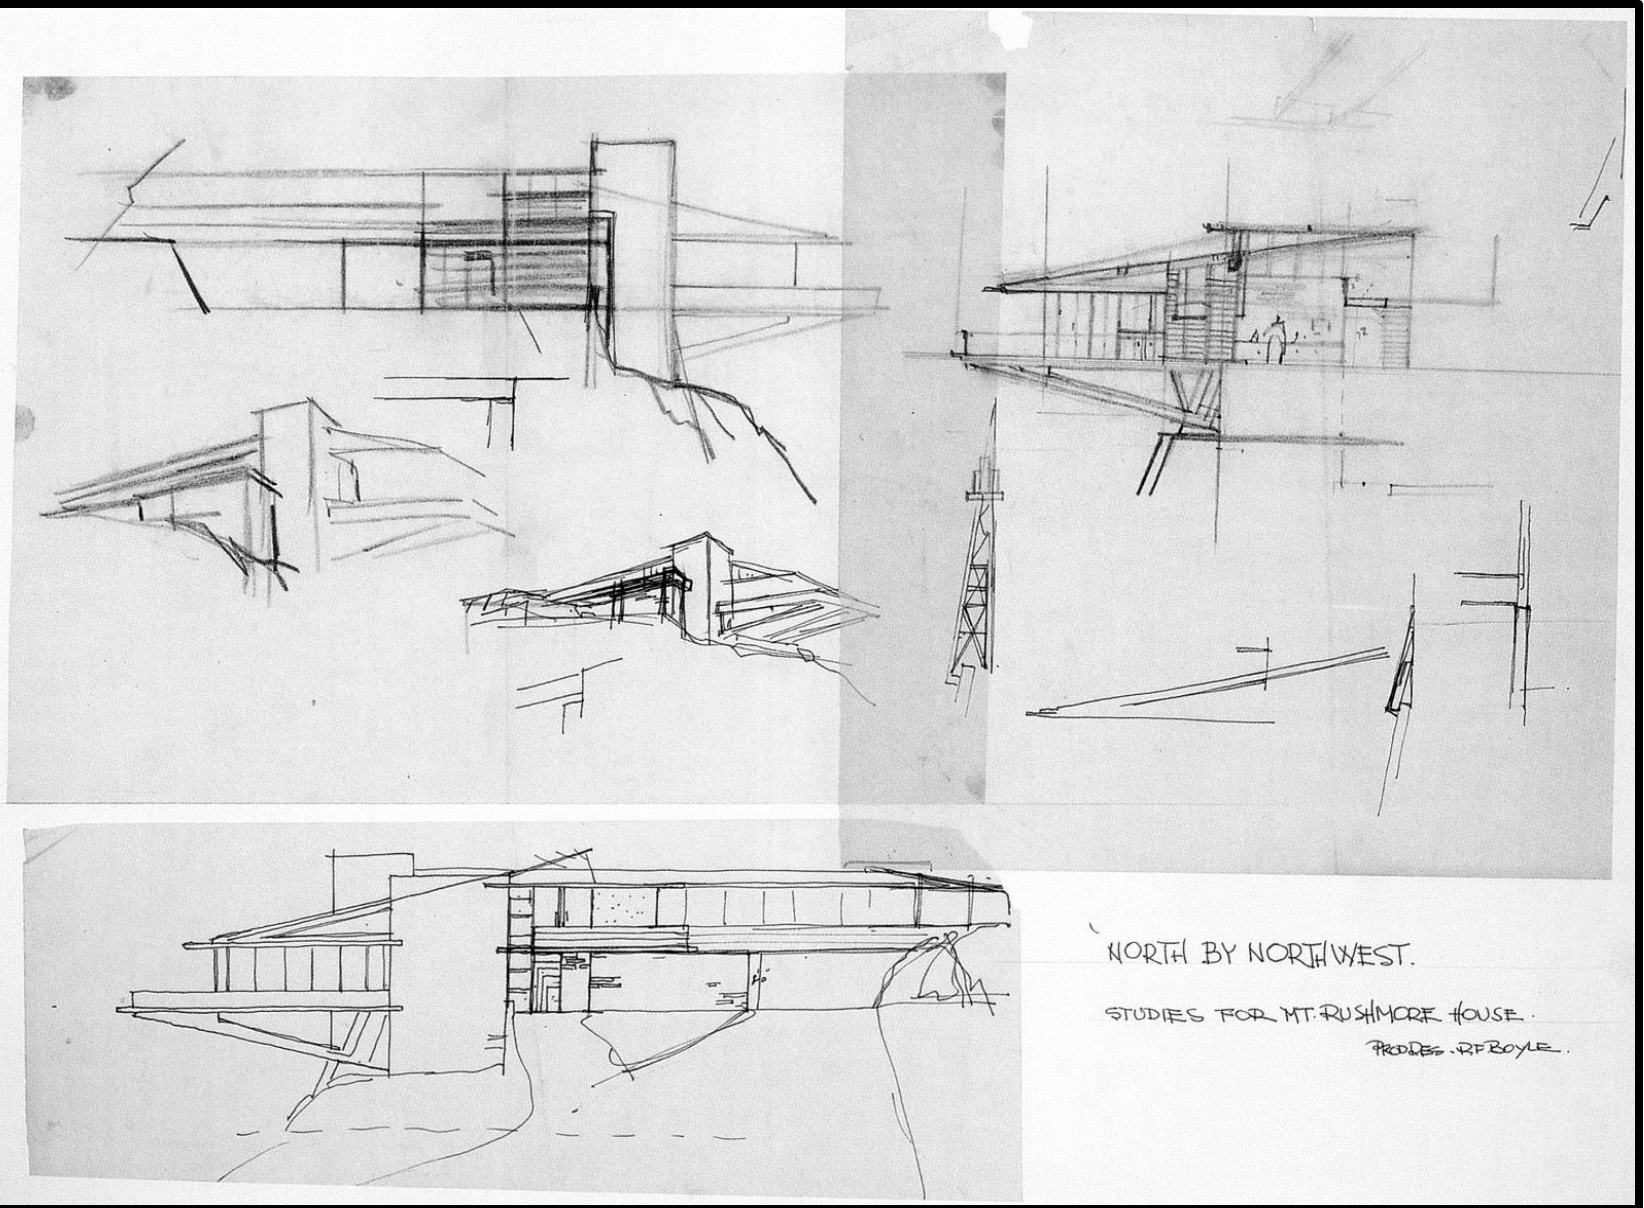 'NORTH BY NORTHWEST.
STUDIES FOR MT. RUSHMORE HOUSE.
PROD DES. R.F BOYLE.